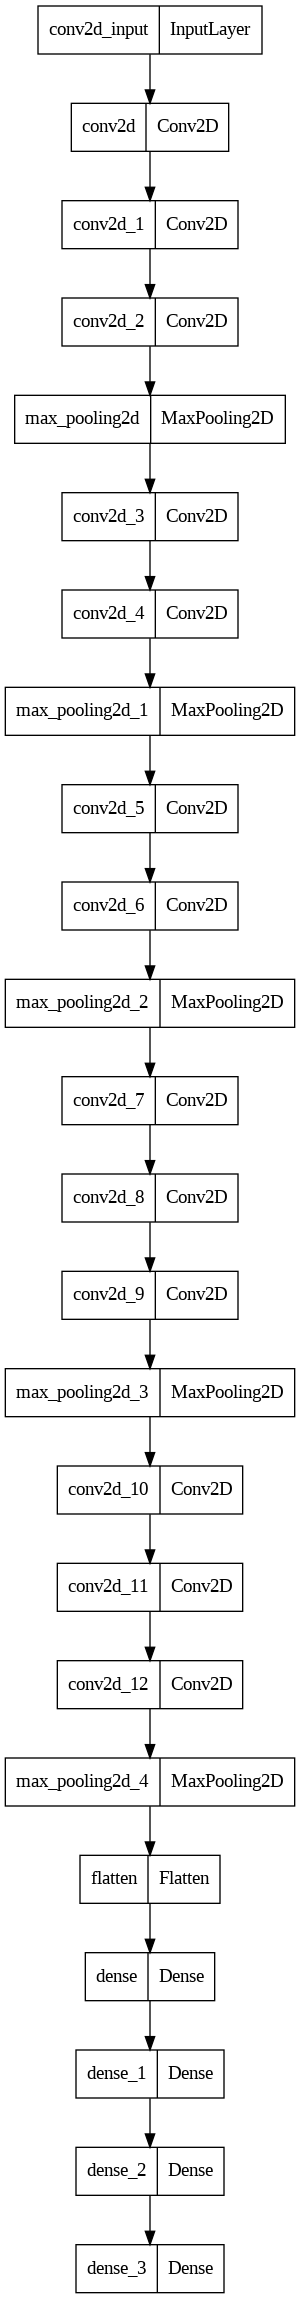 conv2d_input InputLayer
conv2d Conv2D
conv2d_1 Conv2D
conv2d_2 Conv2D
max_pooling2d MaxPooling2D
conv2d_3 Conv2D
conv2d_4 Conv2D
max_pooling2d_1 MaxPooling2D
conv2d_5 Conv2D
conv2d_6 Conv2D
max_pooling2d_2 MaxPooling2D
conv2d_7 Conv2D
conv2d_8 Conv2D
conv2d_9 Conv2D
max_pooling2d_3 MaxPooling2D
conv2d_10 Conv2D
conv2d_11 Conv2D
conv2d_12 Conv2D
max_pooling2d_4 MaxPooling2D
flatten Flatten
dense Dense
dense_1 Dense
dense_2 Dense
dense_3 Dense